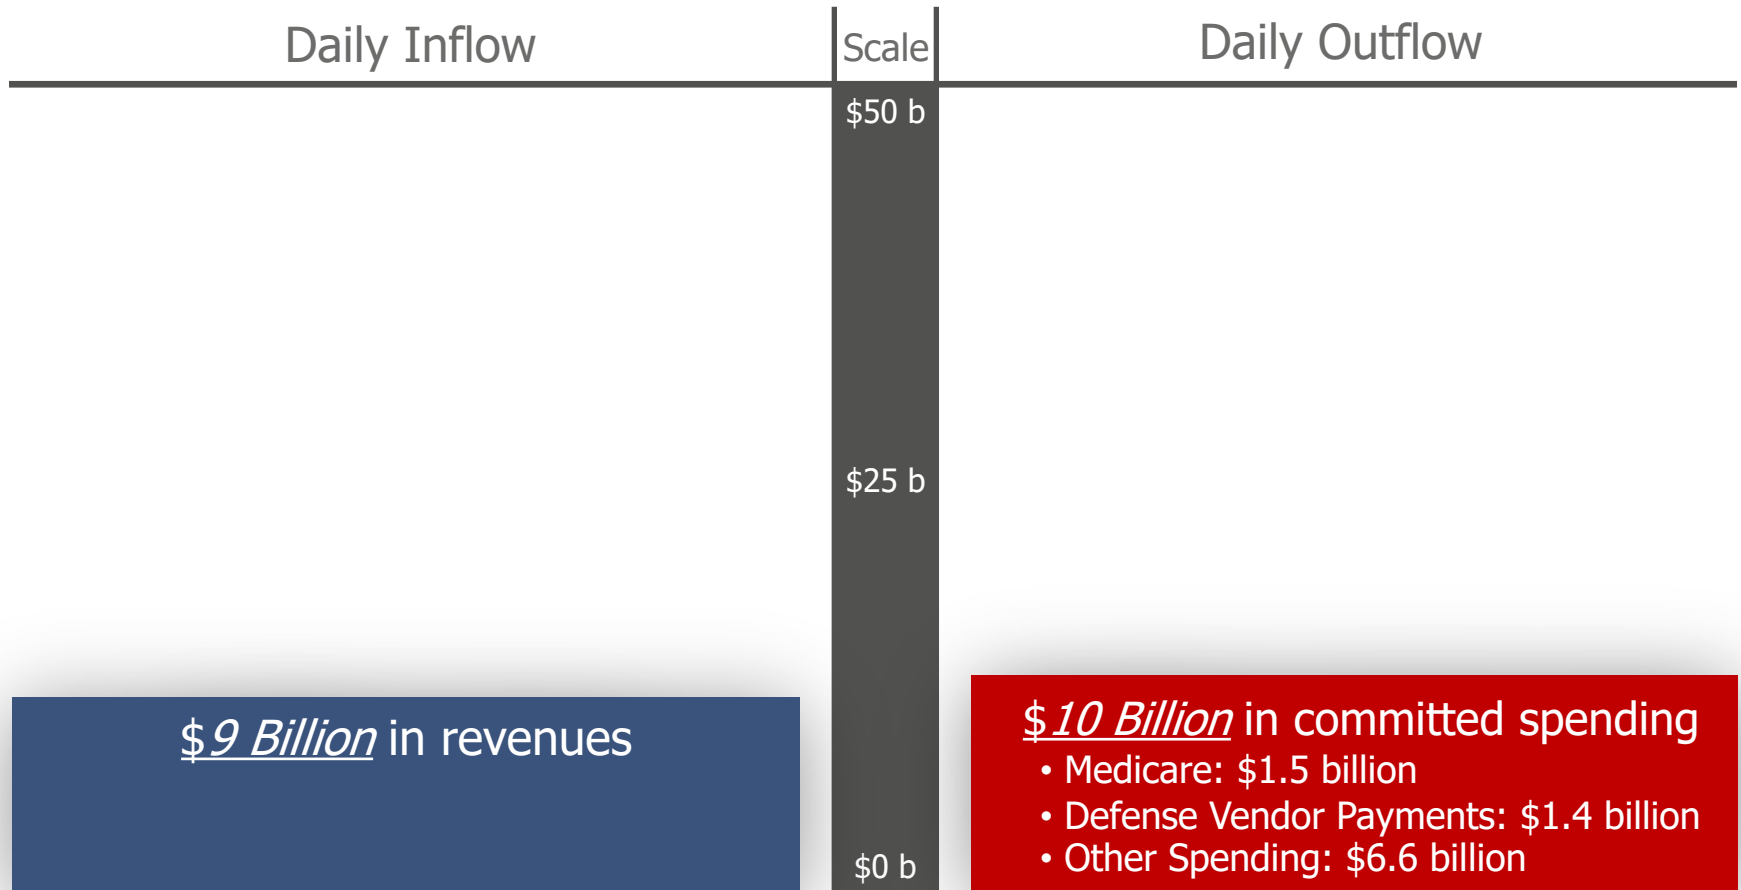 Daily Inflow
Scale
Daily Outflow
$50 b
$25 b
$0 b
$9 Billion in revenues
$10 Billion in committed spending
• Medicare: $1.5 billion
• Defense Vendor Payments: $1.4 billion
• Other Spending: $6.6 billion